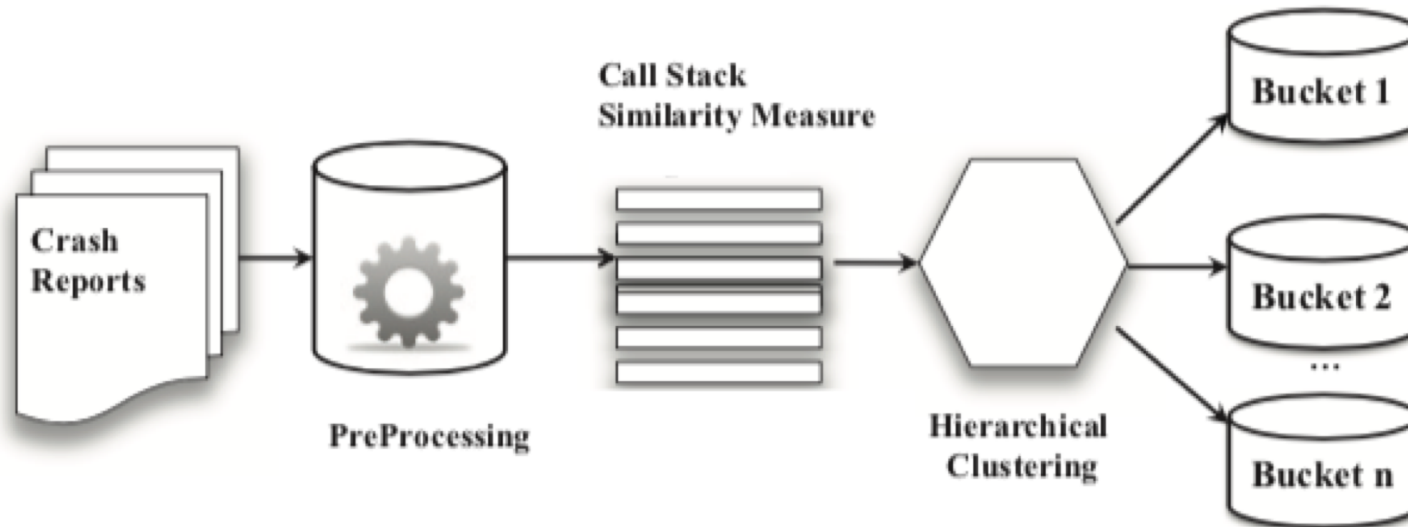 Crash
Reports
PreProcessing
Call Stack
Similarity Measure
Hierarchical
Clustering
Bucket 1
Bucket 2
...
Bucket n